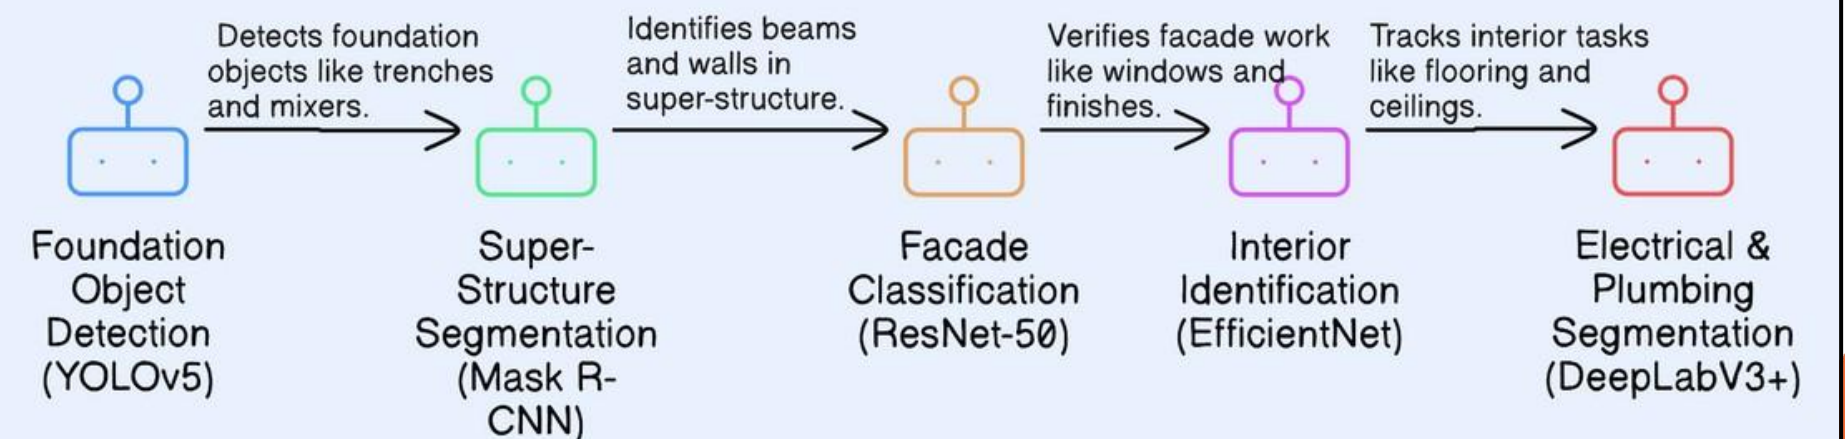 Detects foundation
objects like trenches
and mixers.
Identifies beams
and walls in
super-structure.
Verifies facade work
like windows and
finishes.
Tracks interior tasks
like flooring and
ceilings.
Foundation
Object
Detection
(YOLOv5)
Super-
Structure
Segmentation
(Mask R-
CNN)
Facade
Classification
(ResNet-50)
Interior
Identification
(EfficientNet)
Electrical &
Plumbing
Segmentation
(DeepLabV3+)